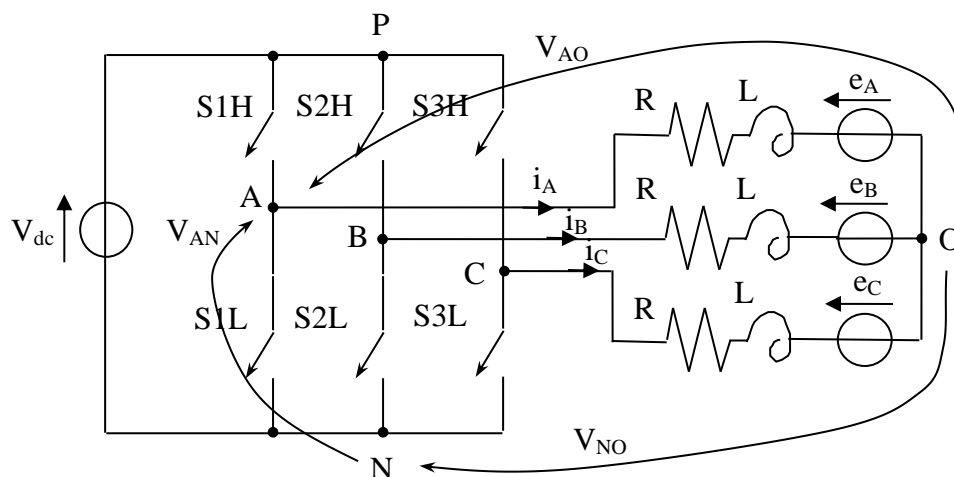 P
V_AO
S1H S2H S3H
R L e_A
A
i_A
V_dc
V_AN
B
i_B
R L e_B
C
i_C
O
S1L S2L S3L
R L e_C
V_NO
N